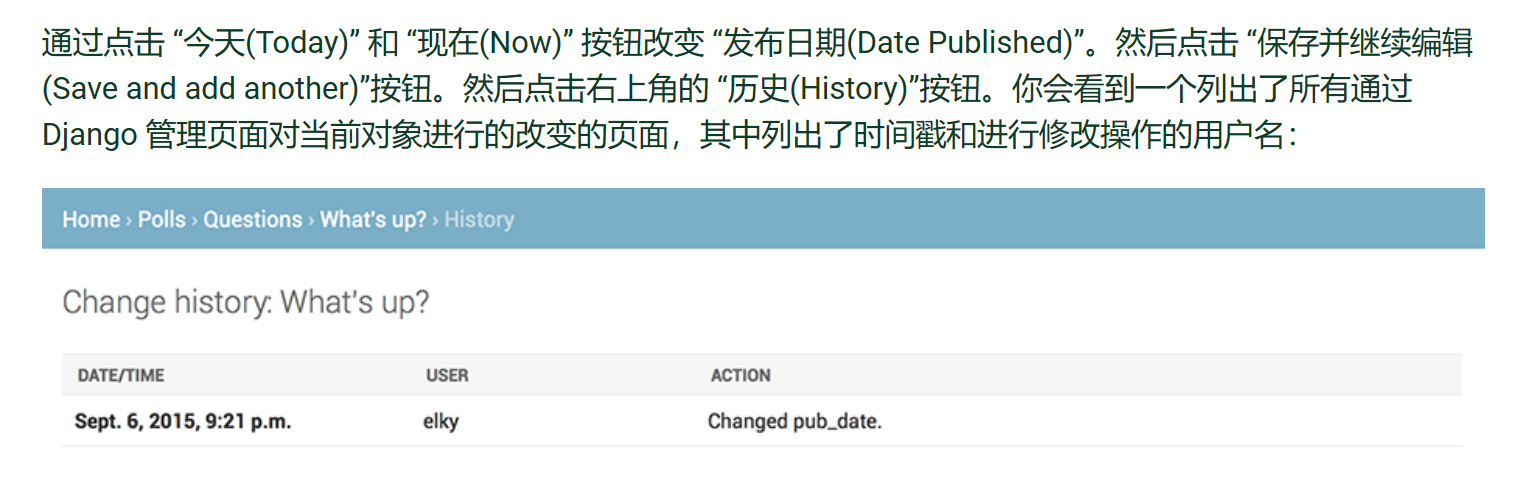 通过点击 “今天(Today)” 和 “现在(Now)” 按钮改变 “发布日期(Date Published)”。然后点击 “保存并继续编辑
(Save and add another)”按钮。然后点击右上角的 “历史(History)”按钮。你会看到一个列出了所有通过
Django 管理页面对当前对象进行的改变的页面，其中列出了时间戳和进行修改操作的用户名：
Home › Polls › Questions › What's up? › History
Change history: What's up?
DATE/TIME USER ACTION
Sept. 6, 2015, 9:21 p.m. elky Changed pub_date.